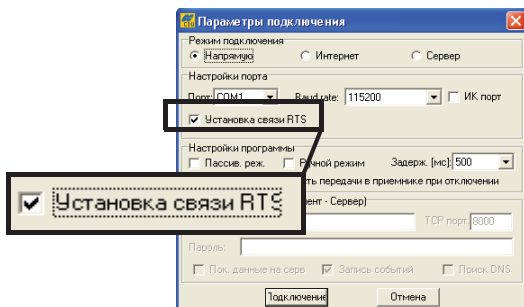 Параметры подключения
Режим подключения
Напрямую Интернет Сервер
Настройки порта
Порт: COM1 Baud rate: 115200 ИК порт
Установка связи RTS
Настройки программы
Пассив. реж. Ручной режим Задерж. [мс]: 500
передачи в приемнике при отключении
Установка связи RTS
Сервер)
TCP порт: 8000
Пароль:
Пок. данные на серв Запись событий Поиск DNS
Подключение Отмена